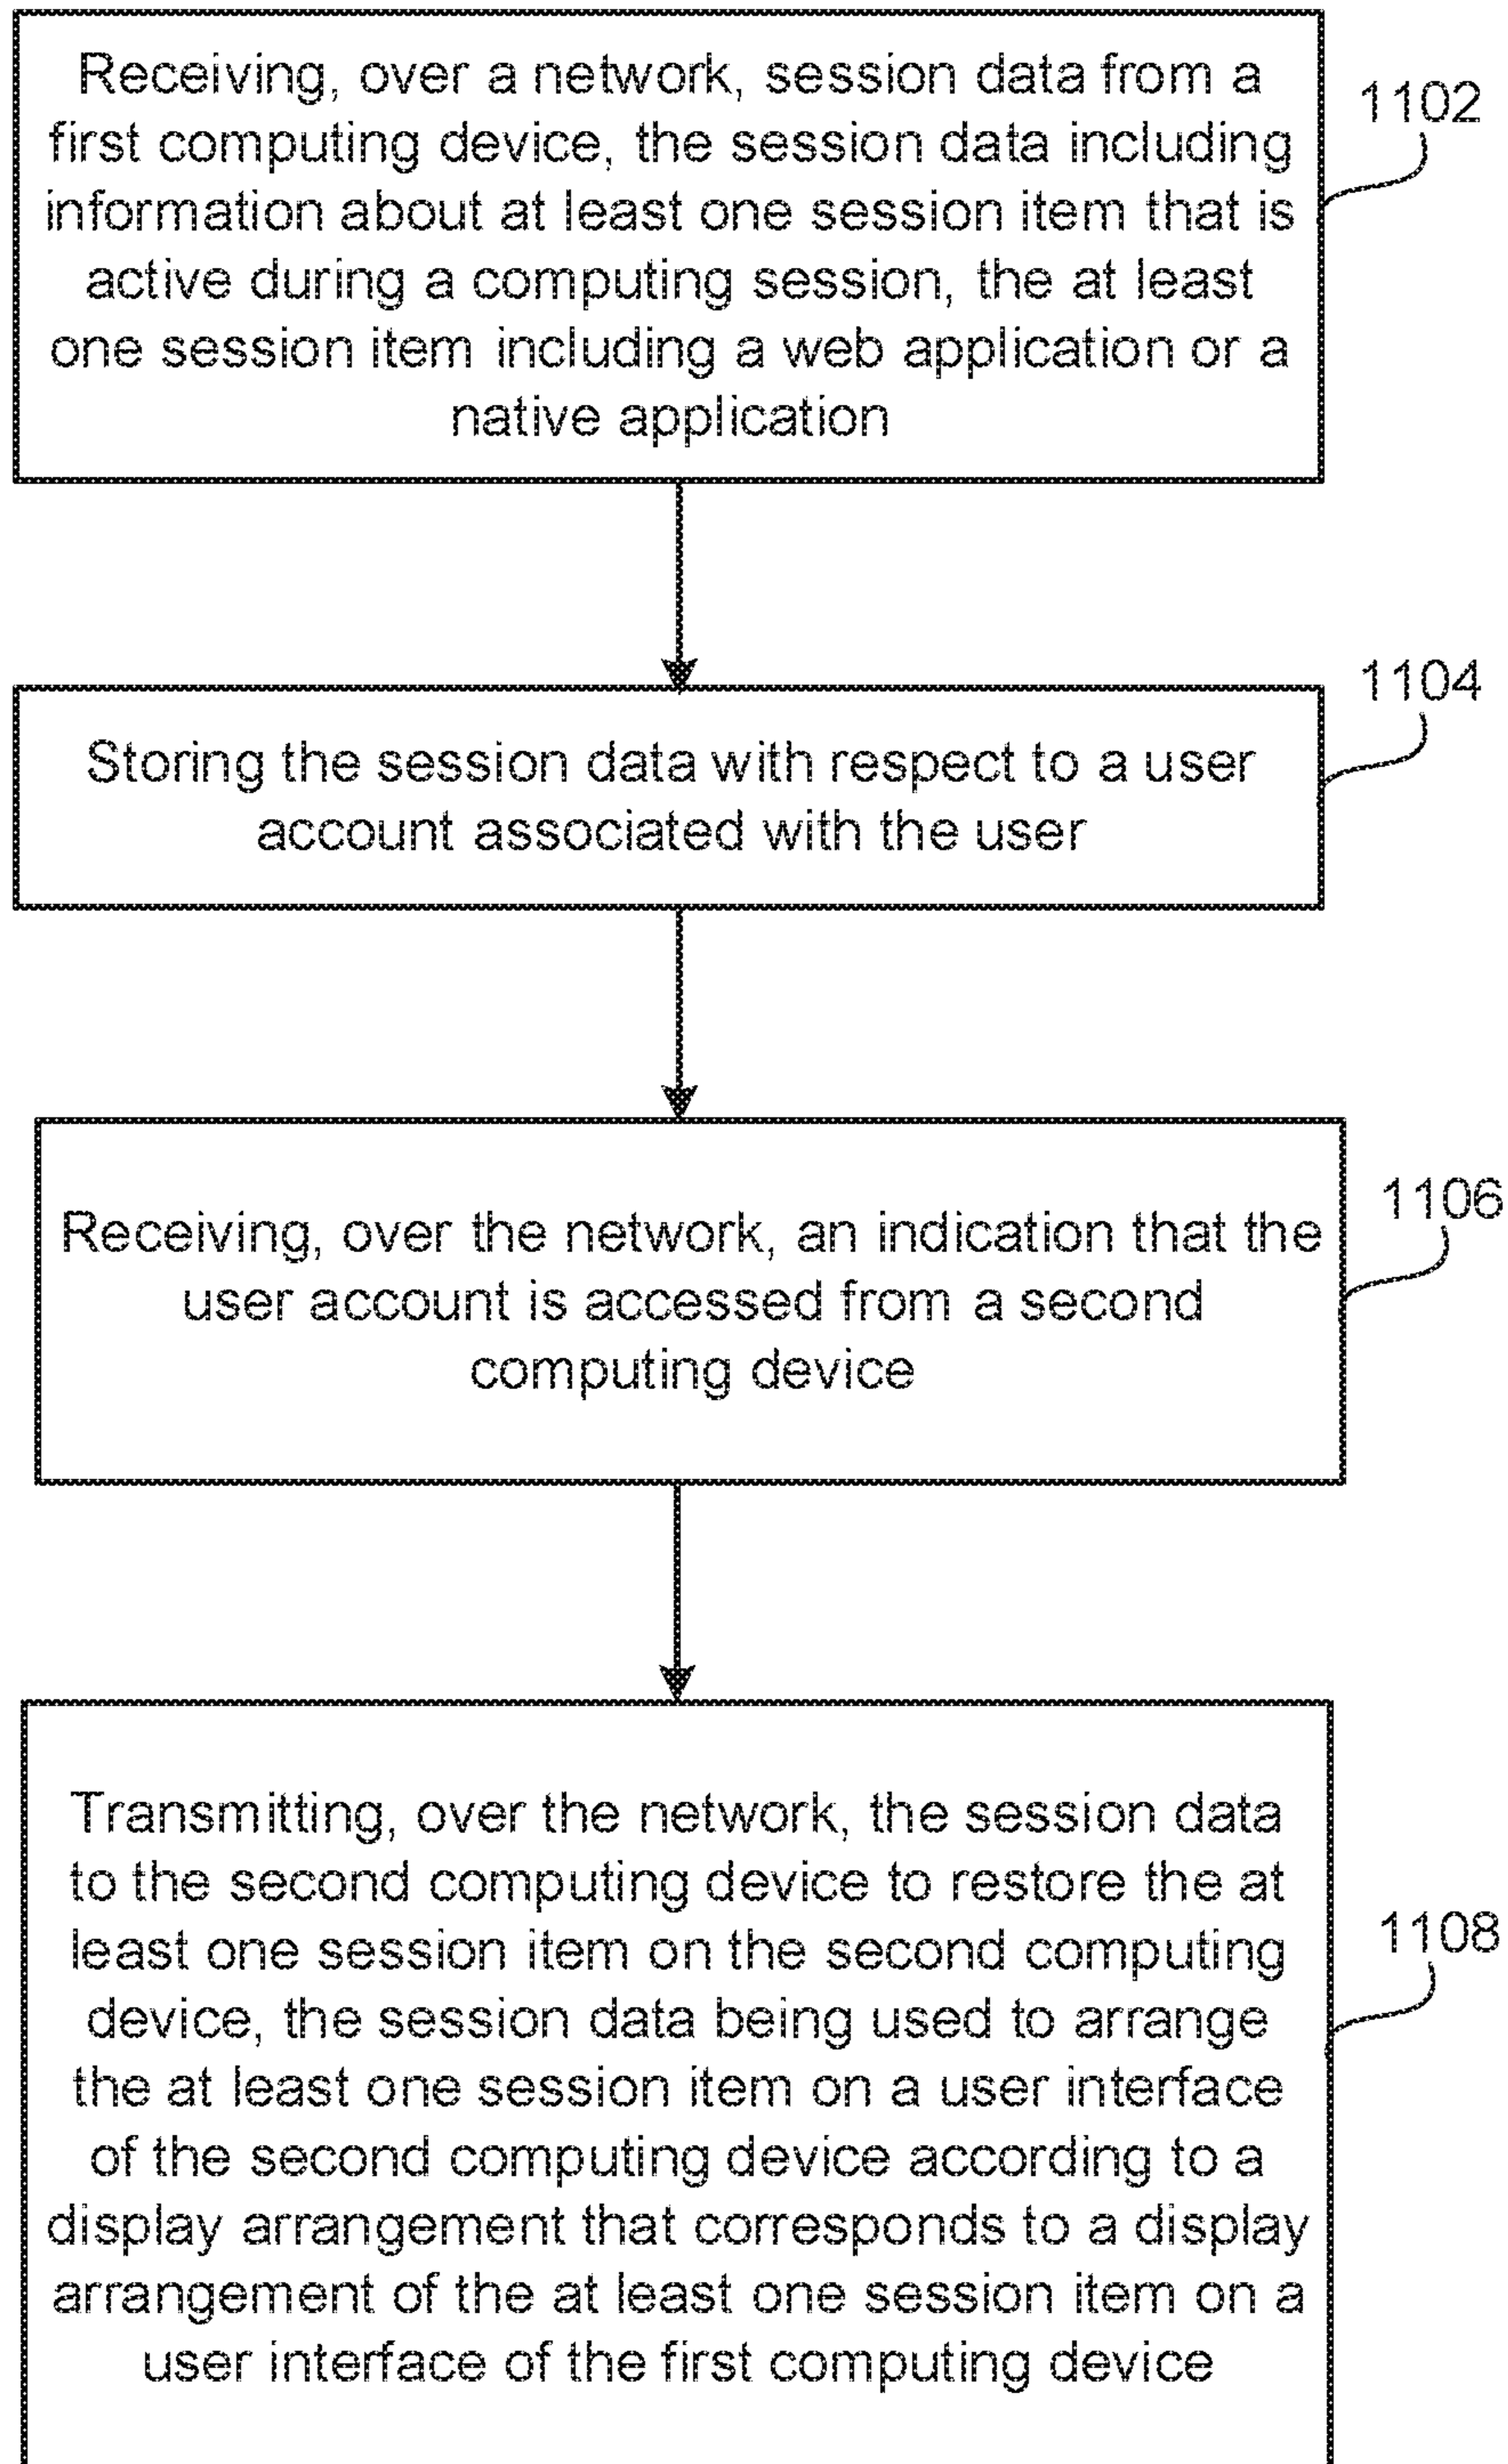 Receiving, over a network, session data from a
first computing device, the session data including
information about at least one session item that is
active during a computing session, the at least
one session item including a web application or a
native application
1102
Storing the session data with respect to a user
account associated with the user
1104
Receiving, over the network, an indication that the
user account is accessed from a second
computing device
1106
Transmitting, over the network, the session data
to the second computing device to restore the at
least one session item on the second computing
device, the session data being used to arrange
the at least one session item on a user interface
of the second computing device according to a
display arrangement that corresponds to a display
arrangement of the at least one session item on a
user interface of the first computing device
1108